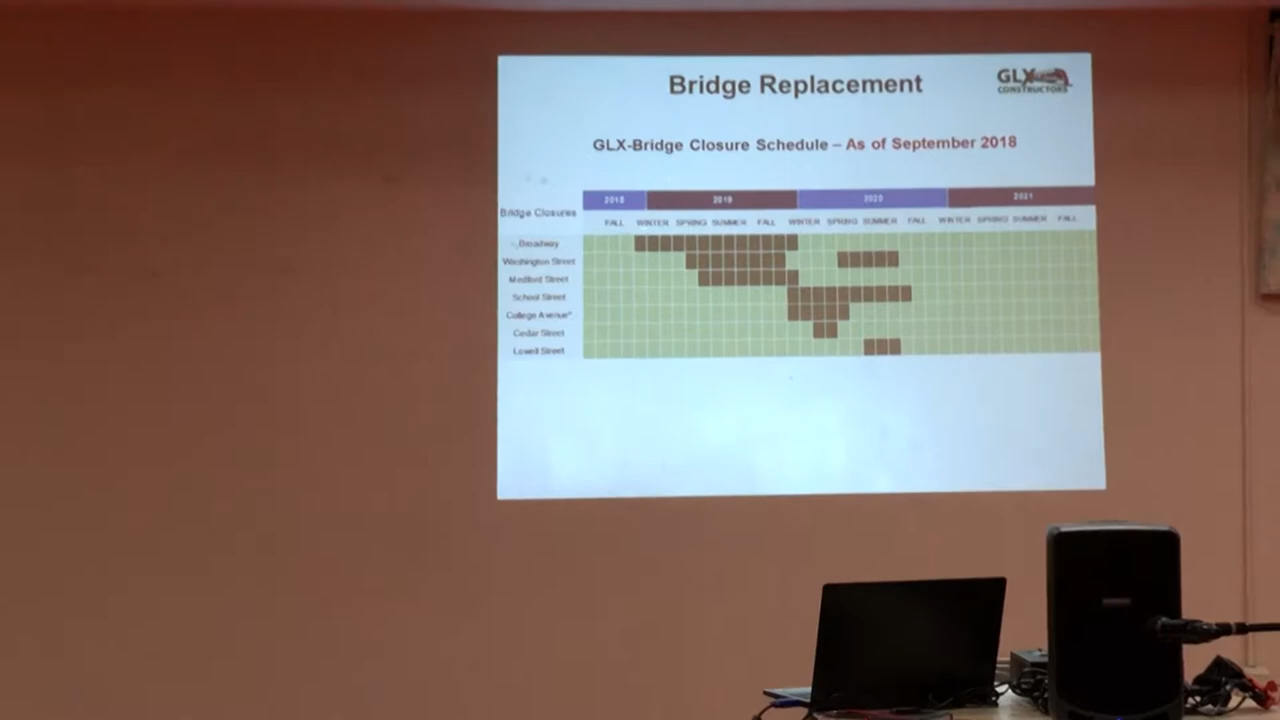 Bridge Replacement
GLX
CONSTRUCTORS
GLX-Bridge Closure Schedule – As of September 2018
2018 2019 2020 2021
Bridge Closures
FALL WINTER SPRING SUMMER FALL WINTER SPRING SUMMER FALL WINTER SPRING SUMMER FALL
Broadway
Washington Street
Medford Street
School Street
College Avenue*
Cedar Street
Lowell Street